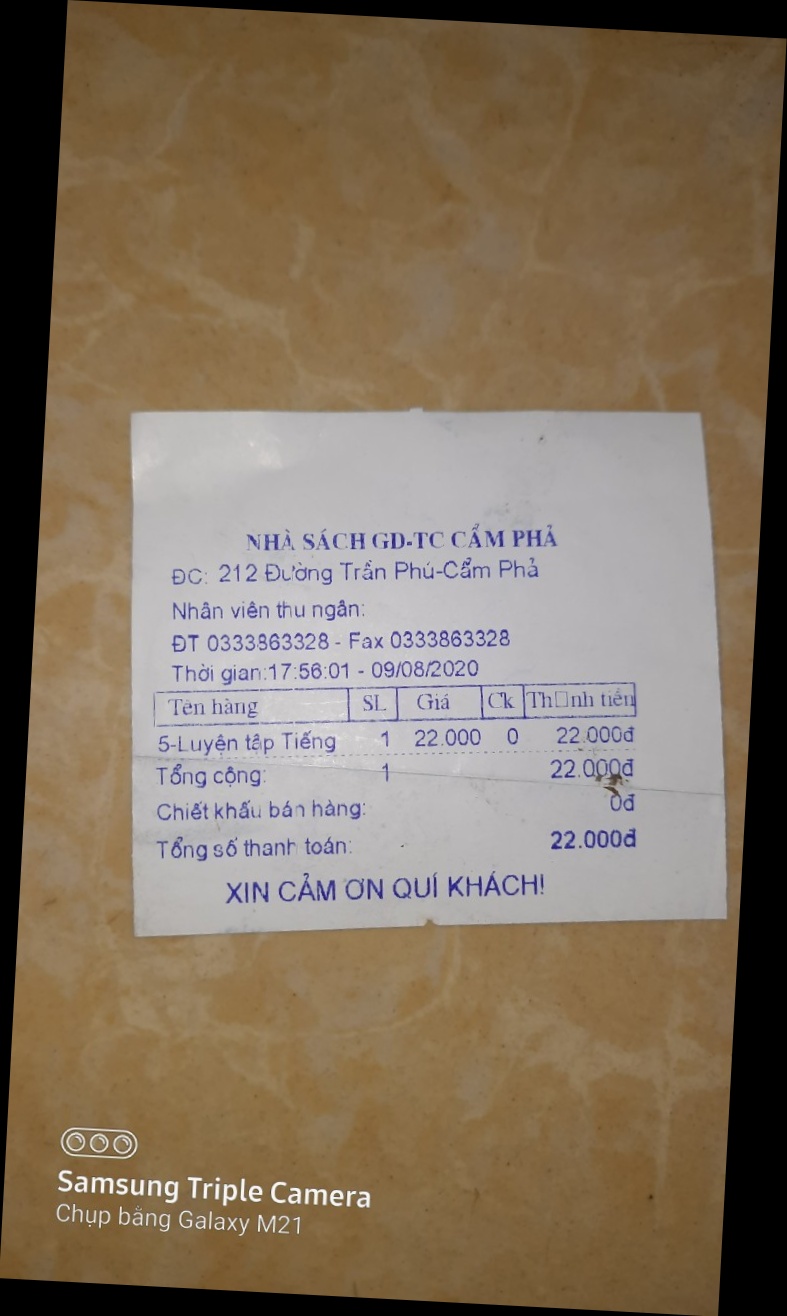 NHÀ SÁCH GD-TC CẨM PHẢ
ĐC: 212 Đường Trần Phú-Cẩm Phả
Nhân viên thu ngân:
ĐT 0333863328 - Fax 0333863328
Thời gian:17:56:01 - 09/08/2020
Tên hàng SL Giá Ck Th□nh tiền
5-Luyện tập Tiếng 1 22.000 0 22.000đ
Tổng cộng: 1 22.000đ
Chiết khấu bán hàng: 0đ
Tổng số thanh toán: 22.000đ
XIN CẢM ƠN QUÍ KHÁCH!
Samsung Triple Camera
Chụp bằng Galaxy M21